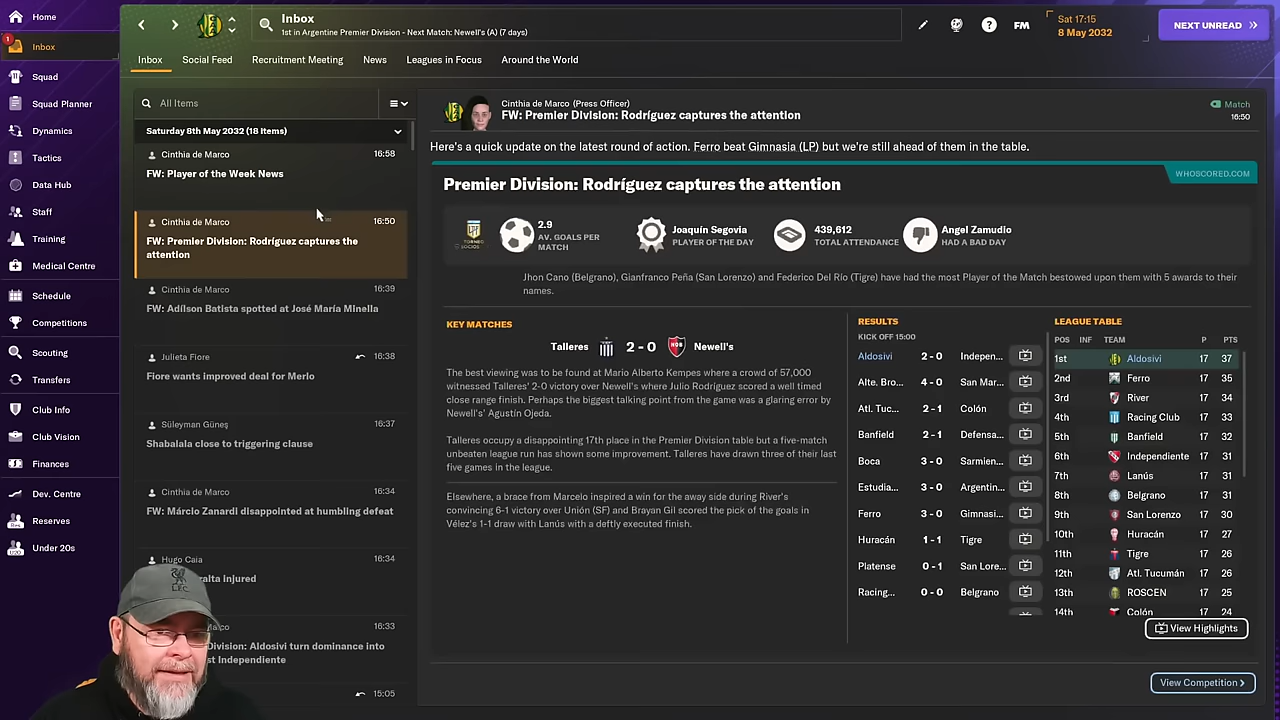 Home
Inbox
1
Squad
Squad Planner
Dynamics
Tactics
Data Hub
Staff
Training
Medical Centre
Schedule
Competitions
Scouting
Transfers
Club Info
Club Vision
Finances
Dev. Centre
Reserves
Under 20s
Inbox
1st in Argentine Premier Division - Next Match: Newell's (A) (7 days)
FM
Sat 17:15
8 May 2032
NEXT UNREAD
Inbox
Social Feed
Recruitment Meeting
News
Leagues in Focus
Around the World
All Items
Saturday 8th May 2032 (18 Items)
Cinthia de Marco
16:58
FW: Player of the Week News
Cinthia de Marco
16:50
FW: Premier Division: Rodríguez captures the
attention
Cinthia de Marco
16:39
FW: Adílson Batista spotted at José María Minella
Julieta Fiore
16:38
Fiore wants improved deal for Merlo
Süleyman Güneş
16:37
Shabalala close to triggering clause
Cinthia de Marco
16:34
FW: Márcio Zanardi disappointed at humbling defeat
Hugo Caia
16:34
injured
16:33
Division: Aldosivi turn dominance into
Independiente
15:05
Cinthia de Marco (Press Officer)
FW: Premier Division: Rodríguez captures the attention
Match
16:50
Here's a quick update on the latest round of action. Ferro beat Gimnasia (LP) but we're still ahead of them in the table.
WHOSCORED.COM
Premier Division: Rodríguez captures the attention
2.9
AV. GOALS PER
MATCH
Joaquín Segovia
PLAYER OF THE DAY
439,612
TOTAL ATTENDANCE
Angel Zamudio
HAD A BAD DAY
Jhon Cano (Belgrano), Gianfranco Peña (San Lorenzo) and Federico Del Río (Tigre) have had the most Player of the Match bestowed upon them with 5 awards to their
names.
KEY MATCHES
Talleres 2 - 0 Newell's
The best viewing was to be found at Mario Alberto Kempes where a crowd of 57,000
witnessed Talleres' 2-0 victory over Newell's where Julio Rodríguez scored a well timed
close range finish. Perhaps the biggest talking point from the game was a glaring error by
Newell's' Agustín Ojeda.
Talleres occupy a disappointing 17th place in the Premier Division table but a five-match
unbeaten league run has shown some improvement. Talleres have drawn three of their last
five games in the league.
Elsewhere, a brace from Marcelo inspired a win for the away side during River's
convincing 6-1 victory over Unión (SF) and Brayan Gil scored the pick of the goals in
Vélez's 1-1 draw with Lanús with a deftly executed finish.
RESULTS
KICK OFF 15:00
Aldosivi 2 - 0 Indepen...
Alte. Bro... 4 - 0 San Mar...
Atl. Tuc... 2 - 1 Colón
Banfield 2 - 1 Defensa...
Boca 3 - 0 Sarmien...
Estudia... 3 - 0 Argentin...
Ferro 3 - 0 Gimnasi...
Huracán 1 - 1 Tigre
Platense 0 - 1 San Lore...
Racing... 0 - 0 Belgrano
LEAGUE TABLE
POS INF TEAM P PTS
1st Aldosivi 17 37
2nd Ferro 17 35
3rd River 17 34
4th Racing Club 17 33
5th Banfield 17 32
6th Independiente 17 31
7th Lanús 17 31
8th Belgrano 17 31
9th San Lorenzo 17 30
10th Huracán 17 27
11th Tigre 17 26
12th Atl. Tucumán 17 26
13th ROSCEN 17 25
14th Colón 17 24
View Highlights
View Competition